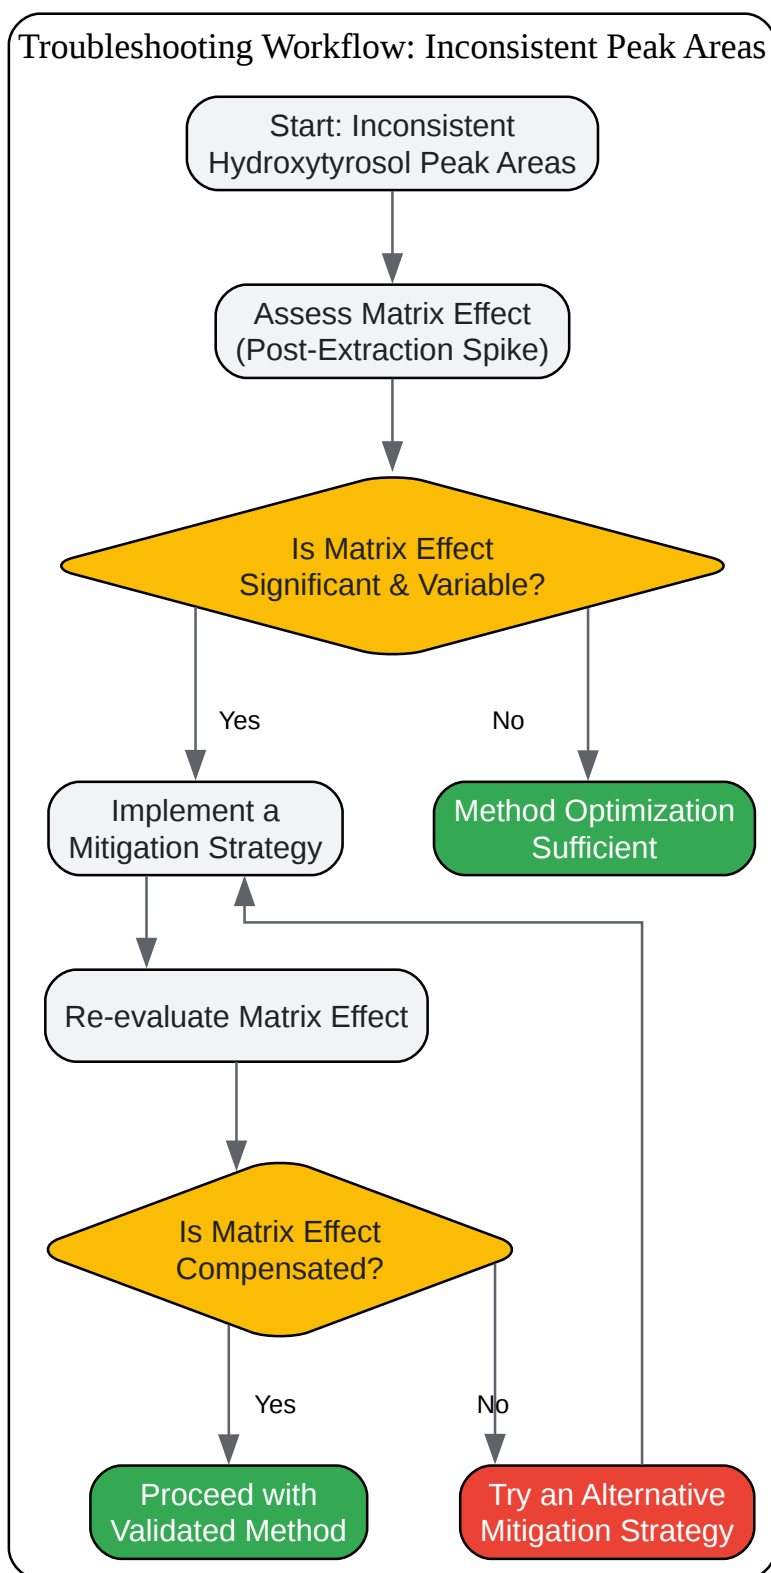 Troubleshooting Workflow: Inconsistent Peak Areas
Start: Inconsistent
Hydroxytyrosol Peak Areas
Assess Matrix Effect
(Post-Extraction Spike)
Is Matrix Effect
Significant & Variable?
Yes
No
Implement a
Mitigation Strategy
Method Optimization
Sufficient
Re-evaluate Matrix Effect
Is Matrix Effect
Compensated?
Yes
No
Proceed with
Validated Method
Try an Alternative
Mitigation Strategy